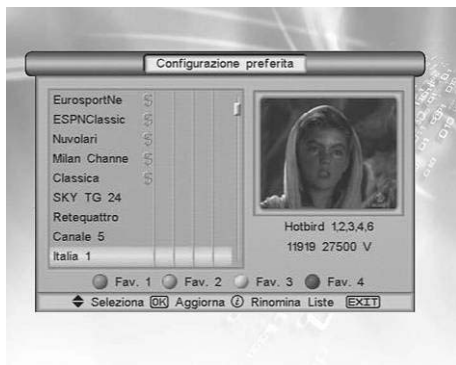 Configurazione preferita
EurosportNe $
ESPNClassic $
Nuvolari $
Milan Channe $
Classica $
SKY TG 24
Retequattro
Canale 5
Italia 1
Hotbird 1,2,3,4,6
11919 27500 V
Fav. 1 Fav. 2 Fav. 3 Fav. 4
Seleziona OK Aggiorna i Rinomina Liste EXIT